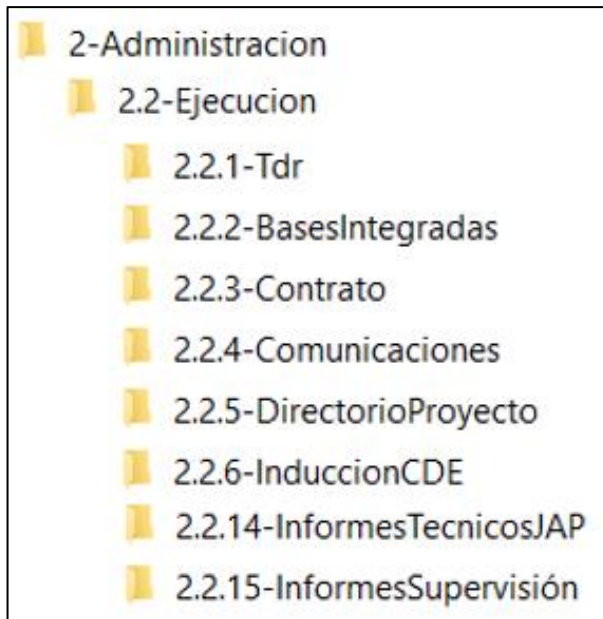 2-Administracion
2.2-Ejecucion
2.2.1-Tdr
2.2.2-BasesIntegradas
2.2.3-Contrato
2.2.4-Comunicaciones
2.2.5-DirectorioProyecto
2.2.6-InduccionCDE
2.2.14-InformesTecnicosJAP
2.2.15-InformesSupervisión